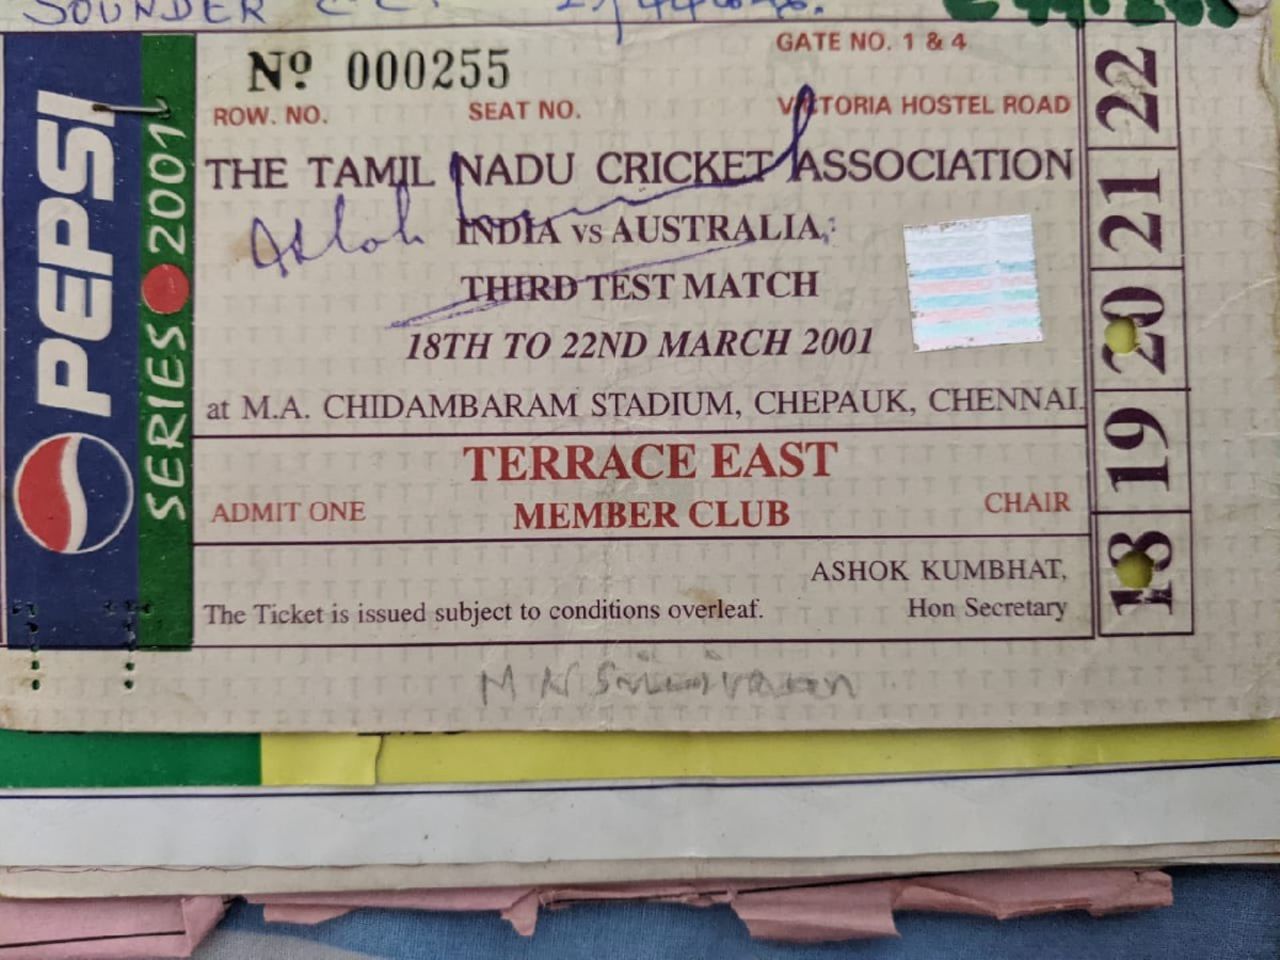 SOUNDER C.C.
Nº 000255
GATE NO. 1 & 4
ROW. NO.
SEAT NO.
VICTORIA HOSTEL ROAD
THE TAMIL NADU CRICKET ASSOCIATION
INDIA vs AUSTRALIA,
THIRD TEST MATCH
18TH TO 22ND MARCH 2001
at M.A. CHIDAMBARAM STADIUM, CHEPAUK, CHENNAI.
TERRACE EAST
ADMIT ONE
MEMBER CLUB
CHAIR
ASHOK KUMBHAT,
The Ticket is issued subject to conditions overleaf.
Hon Secretary
PEPSI
SERIES 2001
22
21
20
19
18
M N Srinivasan